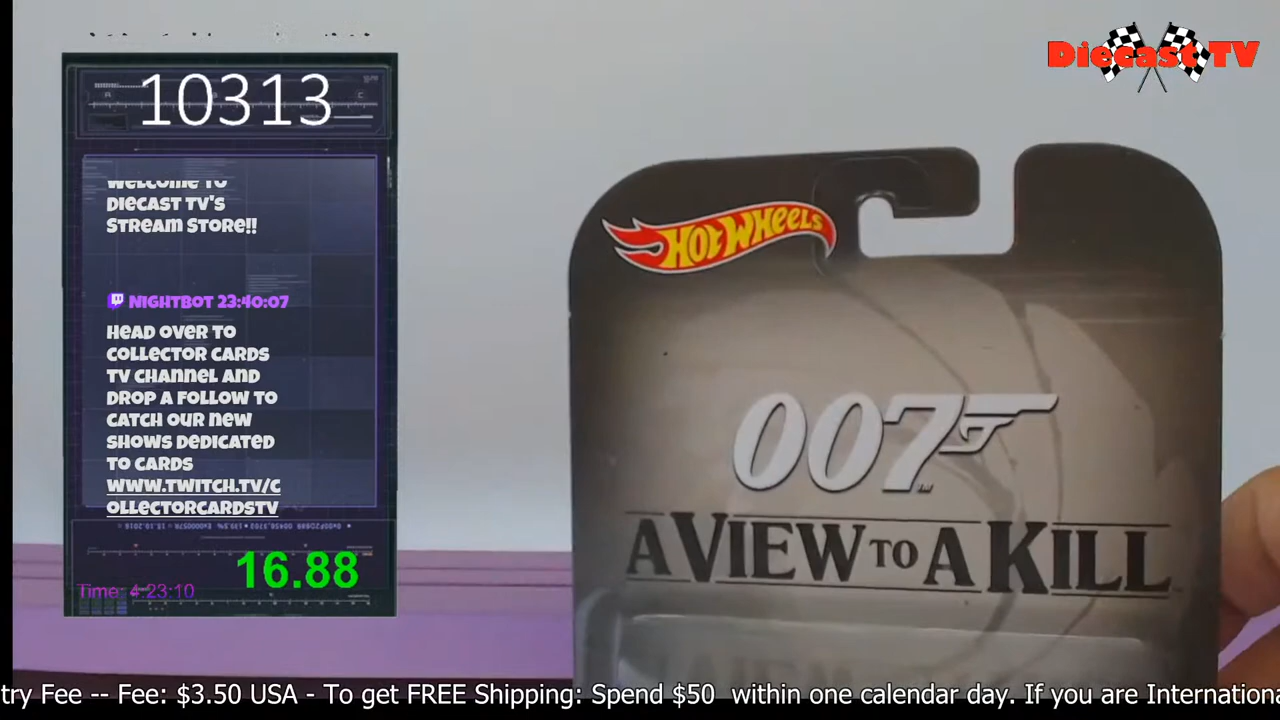 Diecast TV
10313
WELCOME TO
DIECAST TV'S
STREAM STORE!!
NIGHTBOT 23:40:07
HEAD OVER TO
COLLECTOR CARDS
TV CHANNEL AND
DROP A FOLLOW TO
CATCH OUR NEW
SHOWS DEDICATED
TO CARDS
WWW.TWITCH.TV/C
OLLECTORCARDSTV
16.88
Time: 4:23:10
HOT WHEELS
007
TM
A VIEW TO A KILL
try Fee -- Fee: $3.50 USA - To get FREE Shipping: Spend $50 within one calendar day. If you are Internationa